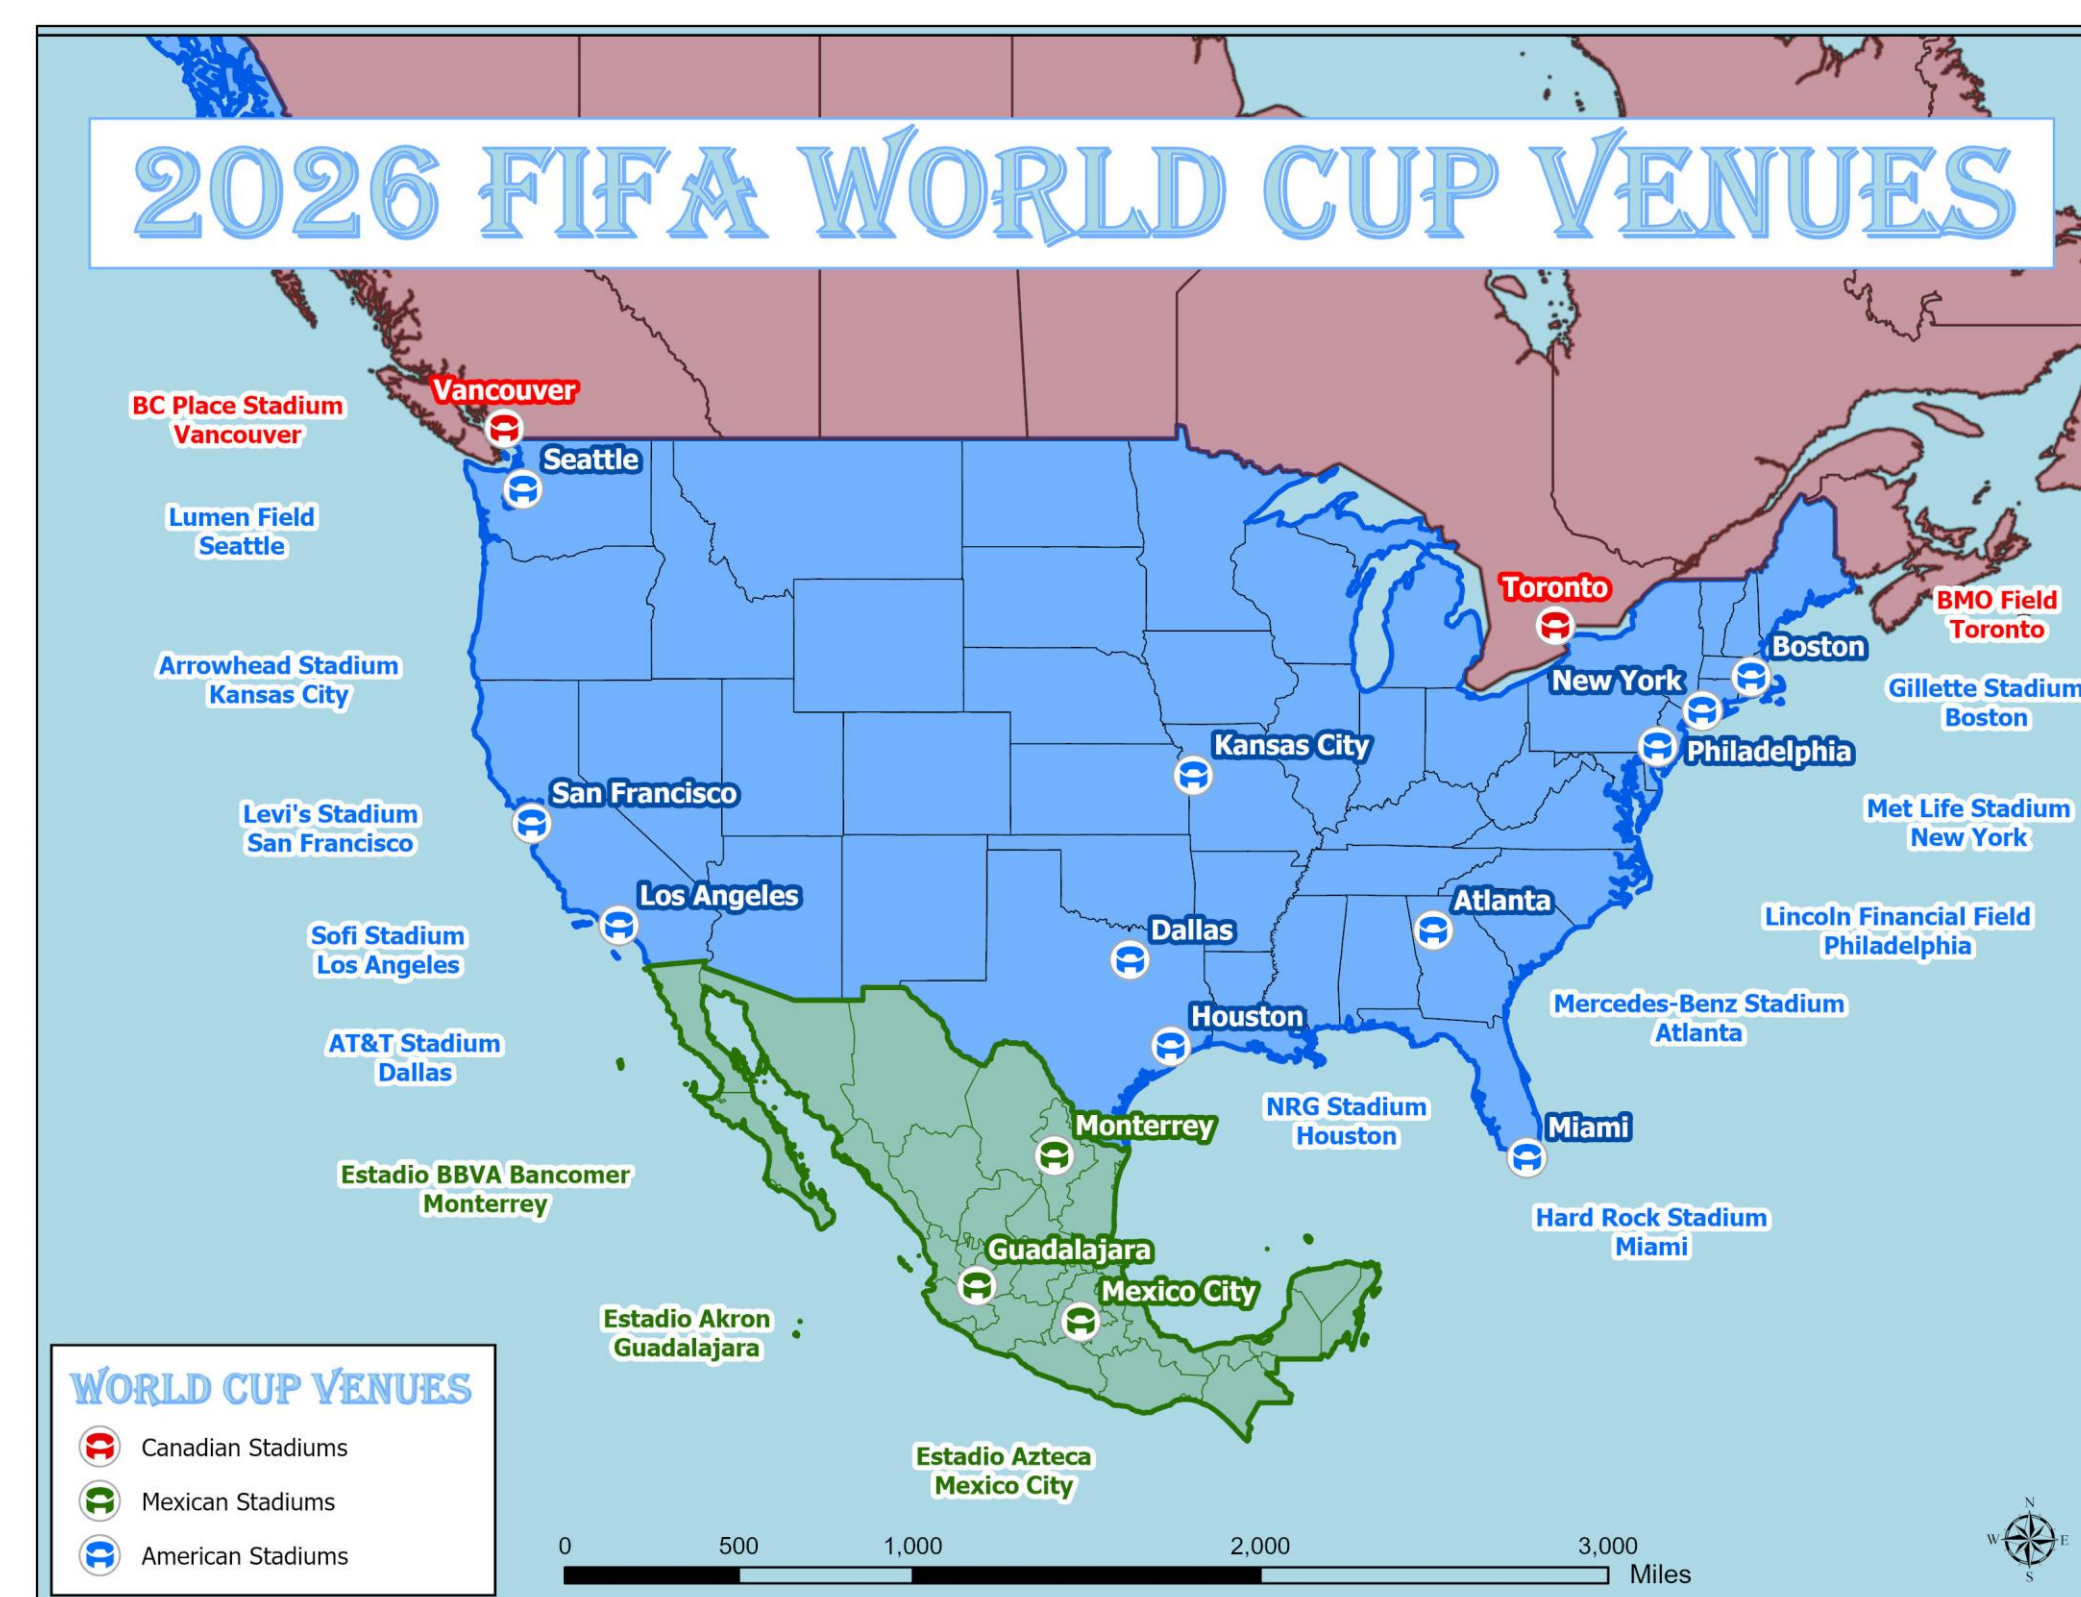 2026 FIFA WORLD CUP VENUES
Vancouver
BC Place Stadium
Vancouver
Seattle
Lumen Field
Seattle
Toronto
BMO Field
Toronto
Boston
Arrowhead Stadium
Kansas City
New York
Gillette Stadium
Boston
Kansas City
Philadelphia
San Francisco
Levi's Stadium
San Francisco
Met Life Stadium
New York
Los Angeles
Atlanta
Dallas
Lincoln Financial Field
Philadelphia
Sofi Stadium
Los Angeles
Houston
Mercedes-Benz Stadium
Atlanta
AT&T Stadium
Dallas
NRG Stadium
Houston
Monterrey
Miami
Estadio BBVA Bancomer
Monterrey
Hard Rock Stadium
Miami
Guadalajara
Mexico City
Estadio Akron
Guadalajara
Estadio Azteca
Mexico City
WORLD CUP VENUES
Canadian Stadiums
Mexican Stadiums
American Stadiums
0 500 1,000 2,000 3,000
Miles
N
W E
S